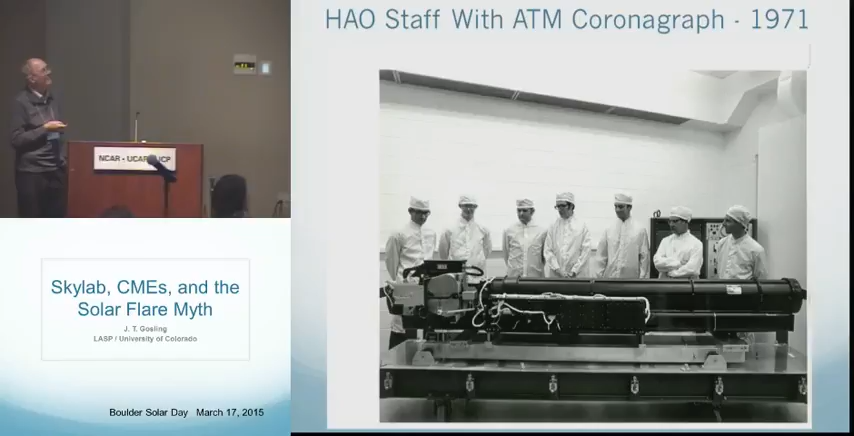 HAO Staff With ATM Coronagraph - 1971
NCAR - UCAR
Skylab, CMEs, and the
Solar Flare Myth
J. T. Gosling
LASP / University of Colorado
Boulder Solar Day March 17, 2015